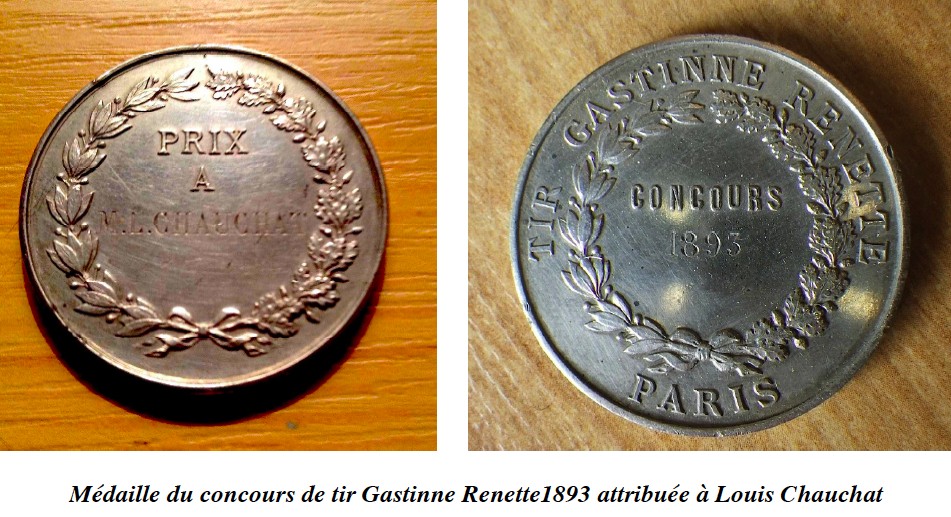 PRIX
A
M.L.CHAUCHAT
TIR GASTINNE RENETTE
CONCOURS
1893
PARIS
Médaille du concours de tir Gastinne Renette1893 attribuée à Louis Chauchat